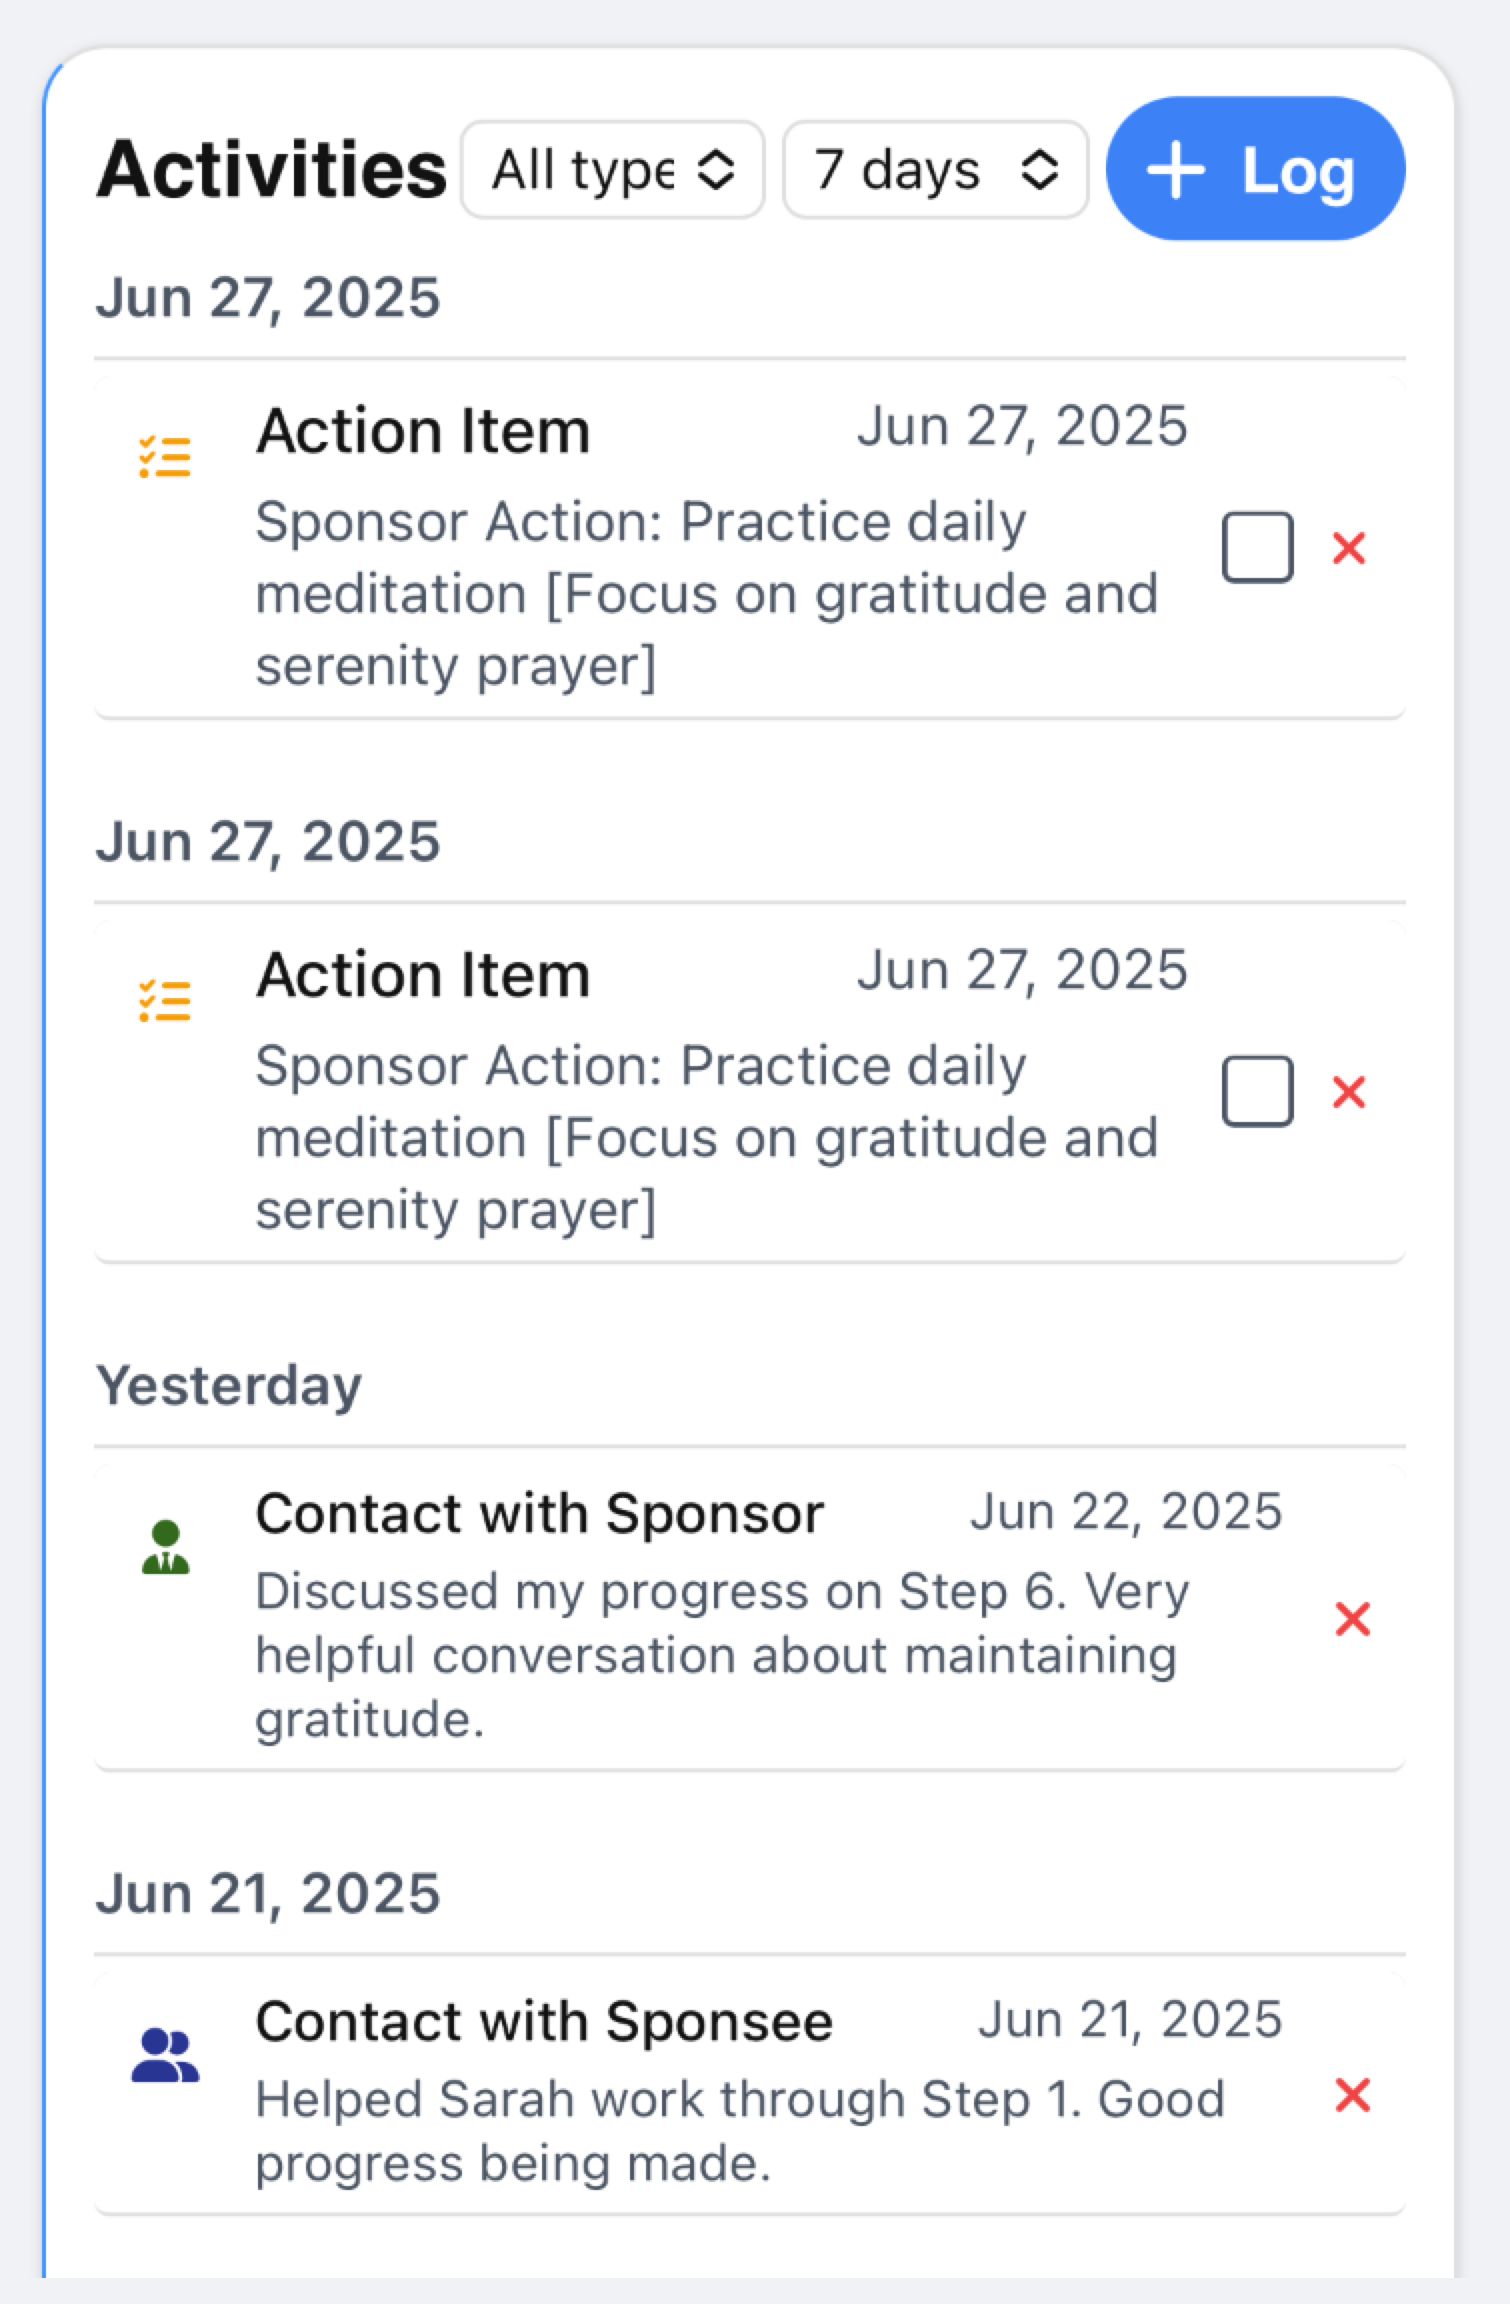 Activities All type 7 days + Log
Jun 27, 2025
Action Item Jun 27, 2025
Sponsor Action: Practice daily
meditation [Focus on gratitude and
serenity prayer]
Jun 27, 2025
Action Item Jun 27, 2025
Sponsor Action: Practice daily
meditation [Focus on gratitude and
serenity prayer]
Yesterday
Contact with Sponsor Jun 22, 2025
Discussed my progress on Step 6. Very
helpful conversation about maintaining
gratitude.
Jun 21, 2025
Contact with Sponsee Jun 21, 2025
Helped Sarah work through Step 1. Good
progress being made.